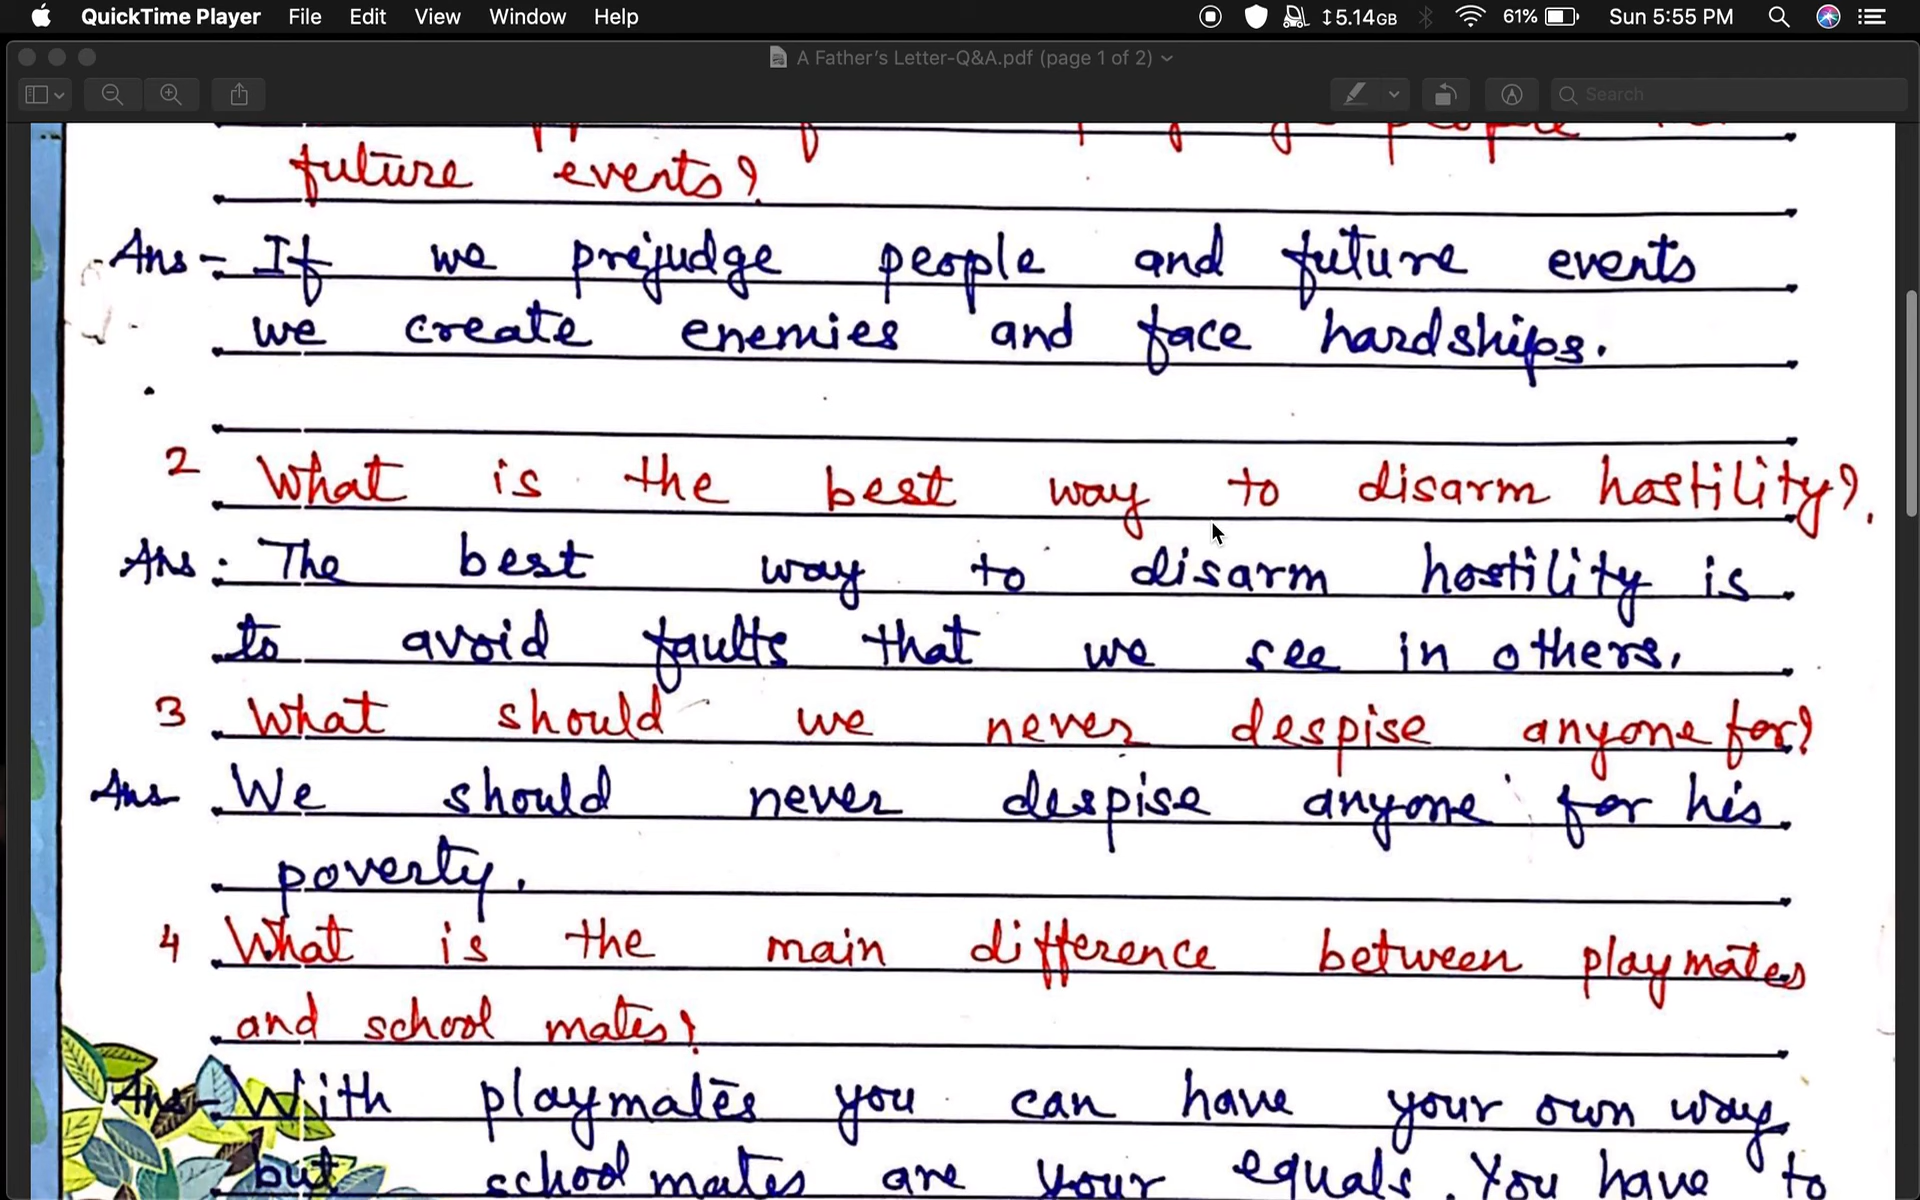 QuickTime Player File Edit View Window Help 5.14GB 61% Sun 5:55 PM
A Father's Letter-Q&A.pdf (page 1 of 2)
Search
people
future events?
Ans - If we prejudge people and future events
we create enemies and face hardships.
2 What is the best way to disarm hostility?
Ans: The best way to disarm hostility is
to avoid faults that we see in others.
3 What should we never despise anyone for?
Ans We should never despise anyone for his
poverty.
4 What is the main difference between playmates
and school mates?
Ans - With playmates you can have your own way
but school mates are your equals. You have to